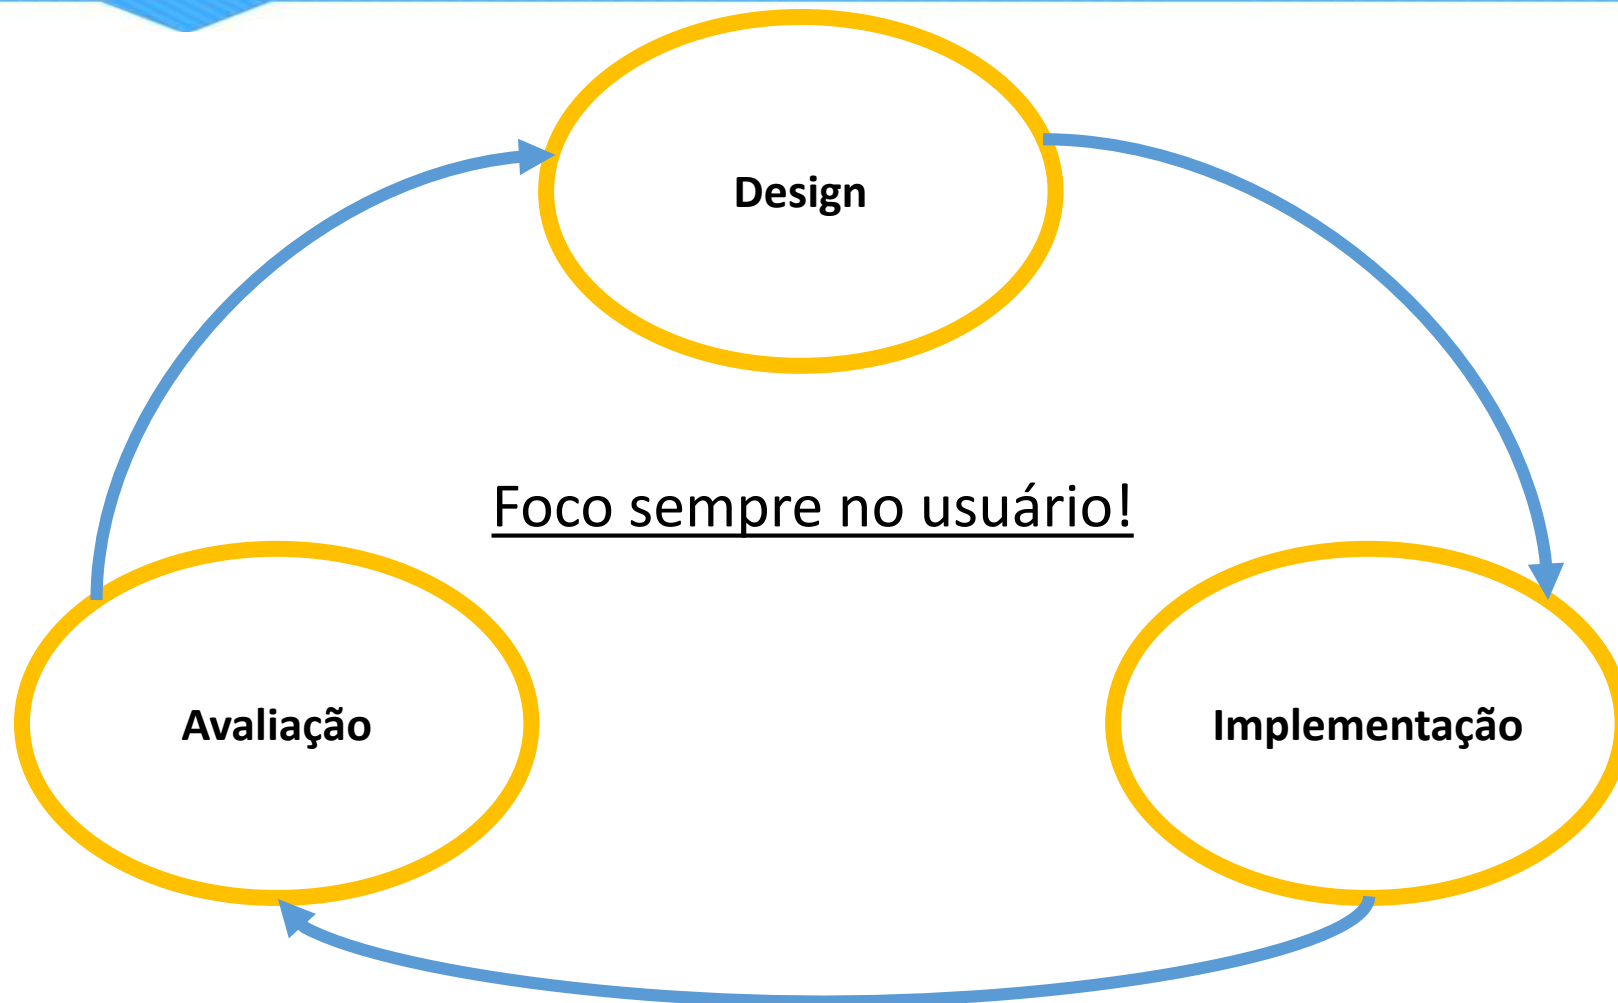 Design
Foco sempre no usuário!
Avaliação
Implementação